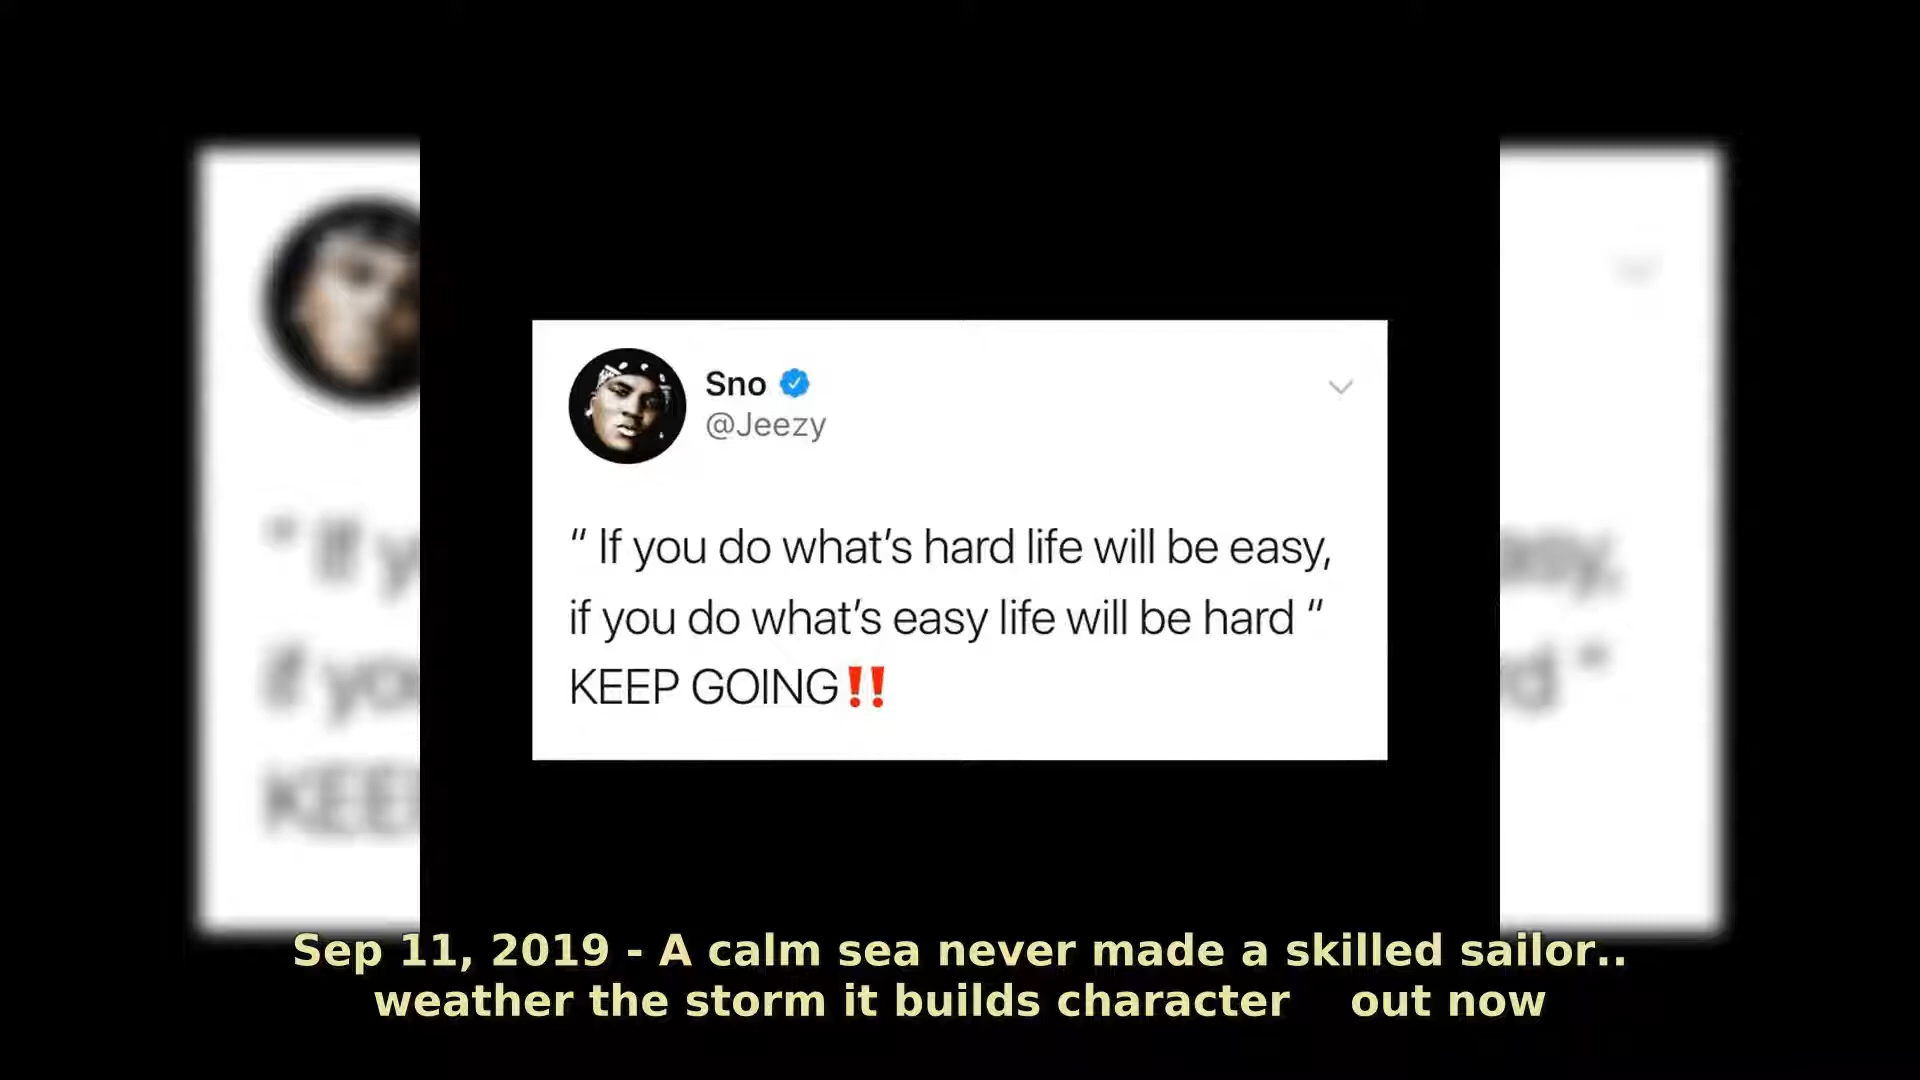 Sno
@Jeezy
“ If you do what’s hard life will be easy,
if you do what’s easy life will be hard “
KEEP GOING‼️
Sep 11, 2019 - A calm sea never made a skilled sailor..
weather the storm it builds character out now